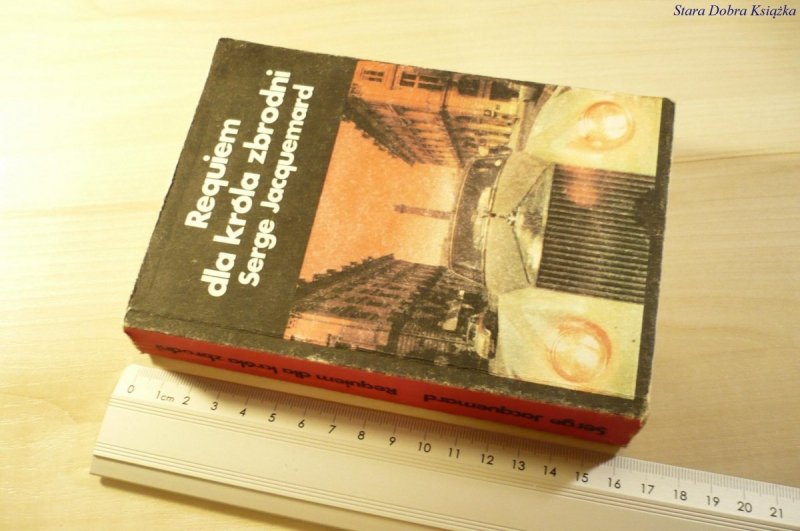 Stara Dobra Książka
Requiem
dla króla zbrodni
Serge Jacquemard
Serge Jacquemard Requiem dla króla zbrodni
0 1cm 2 3 4 5 6 7 8 9 10 11 12 13 14 15 16 17 18 19 20 21